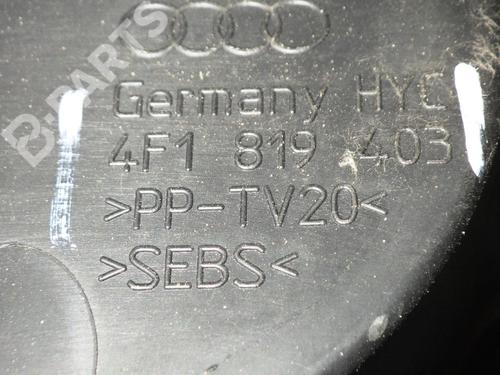 B-PARTS
Germany HYC
4F1 819 403
>PP-TV20<
>SEBS<